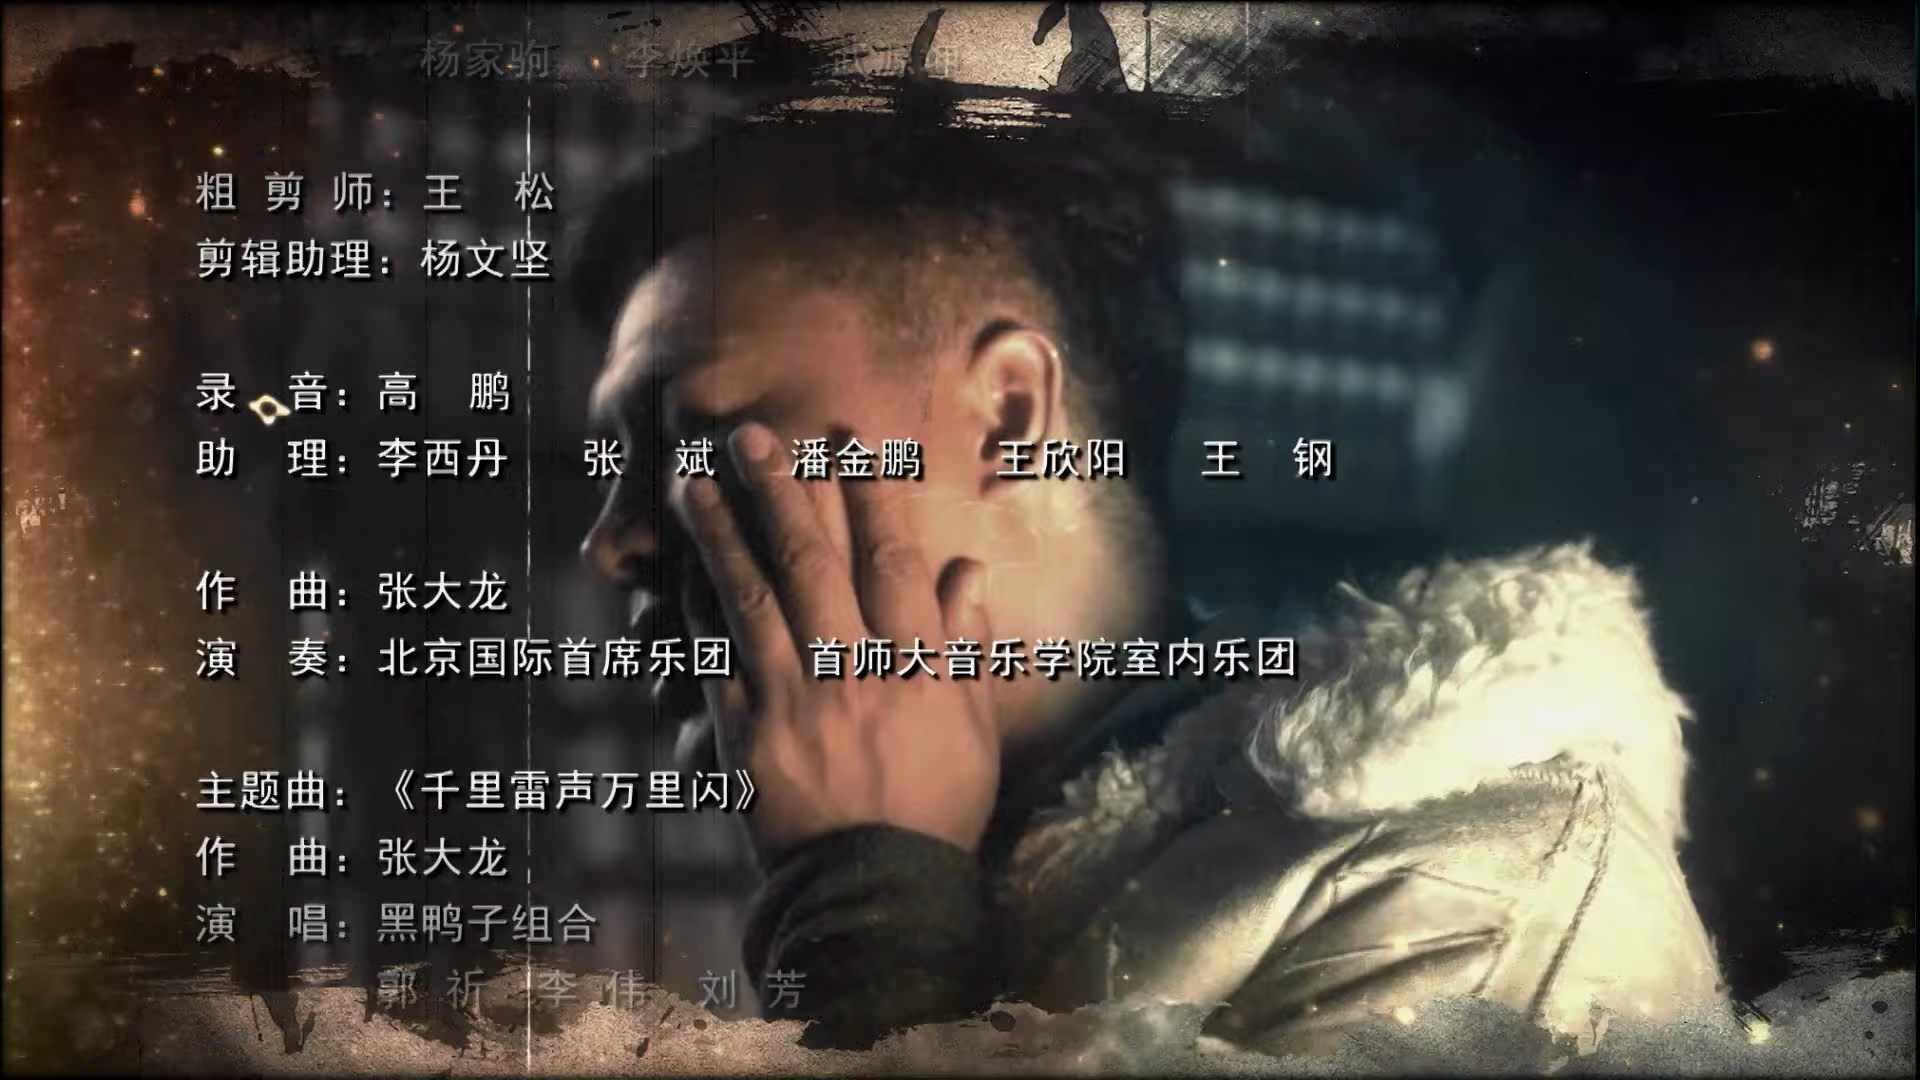 杨家驹 李焕平 武源坤
粗剪师：王 松
剪辑助理：杨文坚
录音：高 鹏
助理：李西丹 张 斌 潘金鹏 王欣阳 王 钢
作曲：张大龙
演奏：北京国际首席乐团 首师大音乐学院室内乐团
主题曲：《千里雷声万里闪》
作曲：张大龙
演唱：黑鸭子组合
郭 祈 李 伟 刘 芳